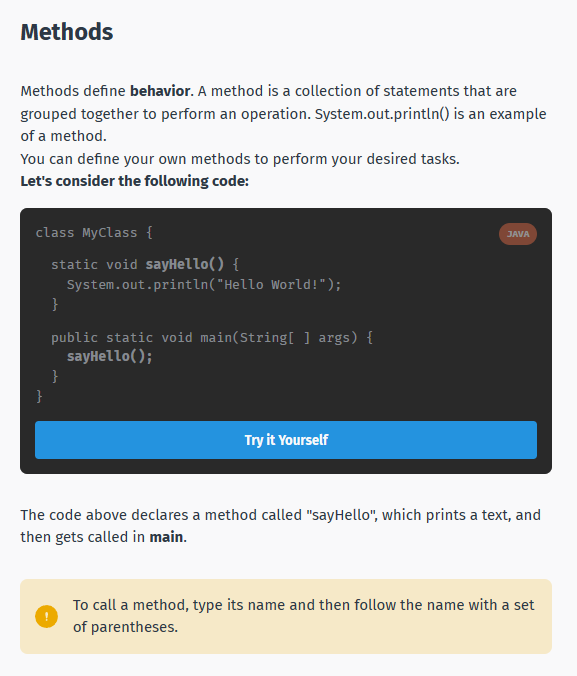 Methods
Methods define behavior. A method is a collection of statements that are
grouped together to perform an operation. System.out.println() is an example
of a method.
You can define your own methods to perform your desired tasks.
Let's consider the following code:
class MyClass {
JAVA
static void sayHello() {
System.out.println("Hello World!");
}
public static void main(String[ ] args) {
sayHello();
}
}
Try it Yourself
The code above declares a method called "sayHello", which prints a text, and
then gets called in main.
!
To call a method, type its name and then follow the name with a set
of parentheses.